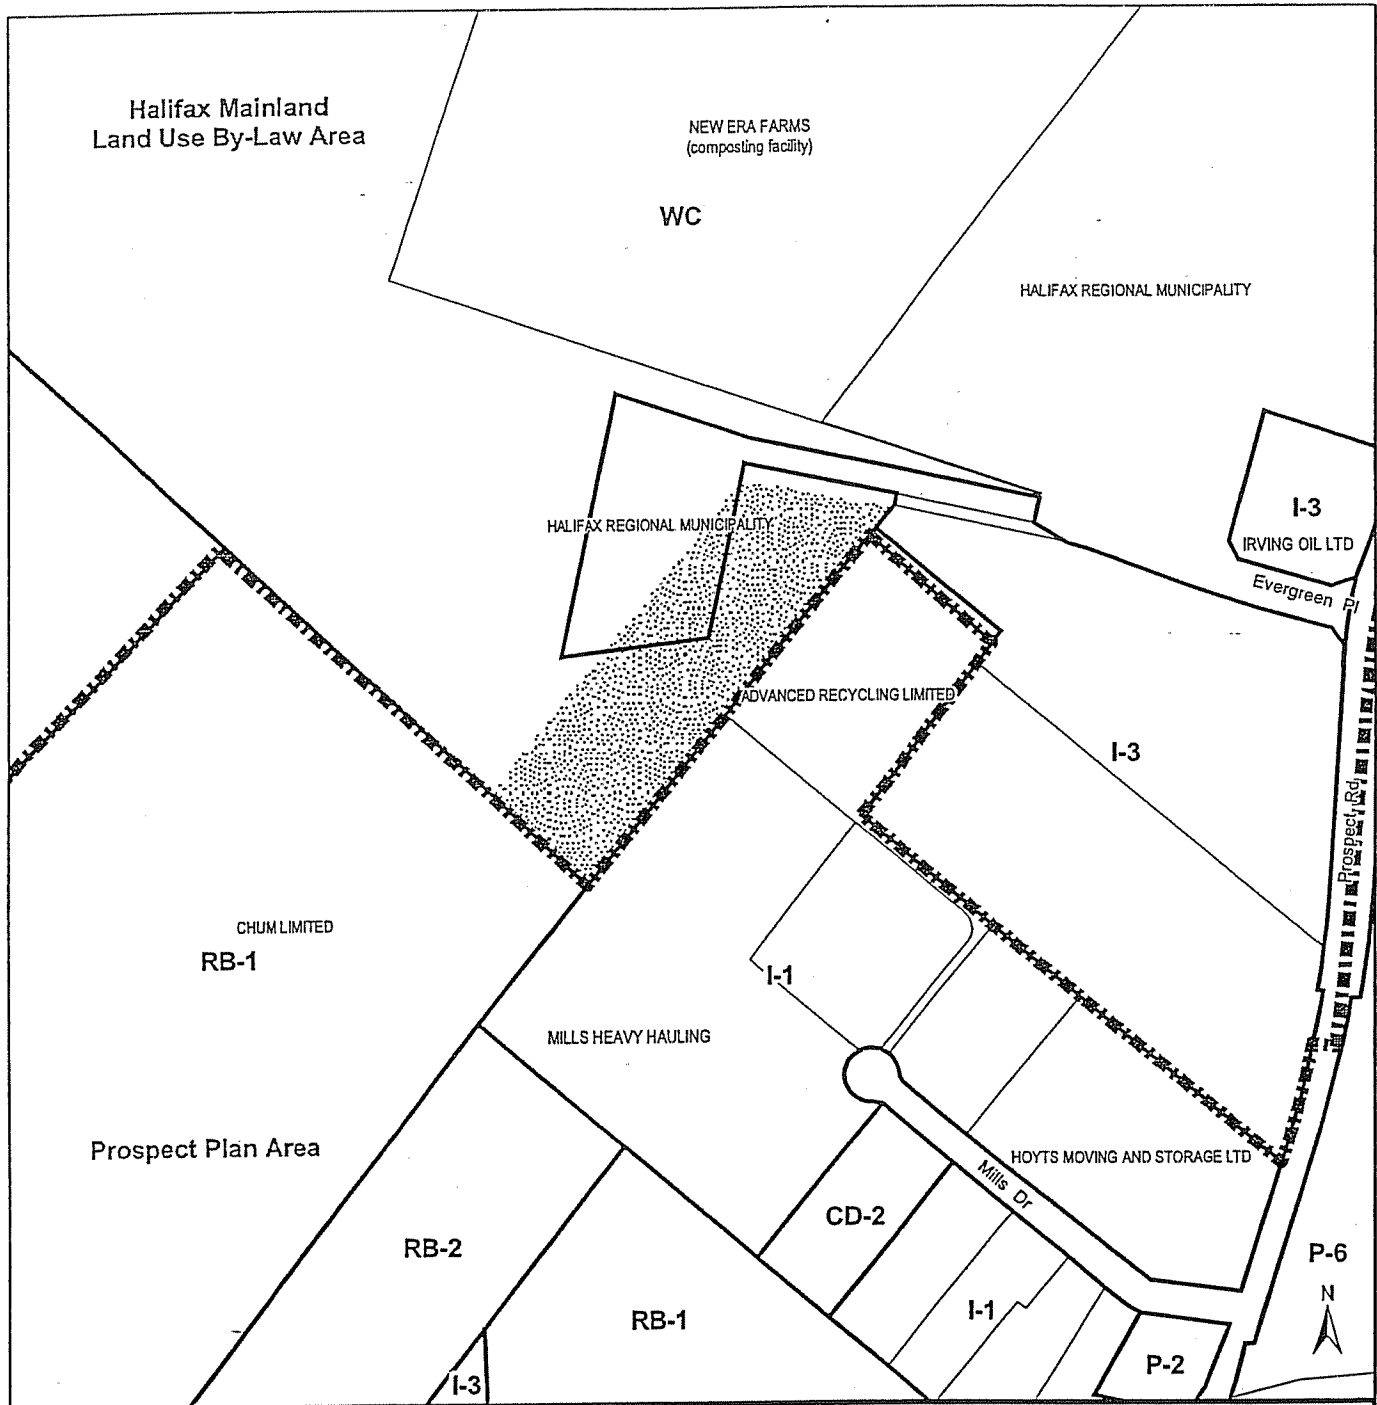 Halifax Mainland
Land Use By-Law Area
NEW ERA FARMS
(composting facility)
WC
HALIFAX REGIONAL MUNICIPALITY
I-3
IRVING OIL LTD
Evergreen Pl
HALIFAX REGIONAL MUNICIPALITY
ADVANCED RECYCLING LIMITED
I-3
Prospect Rd
CHUM LIMITED
RB-1
I-1
MILLS HEAVY HAULING
Prospect Plan Area
HOYTS MOVING AND STORAGE LTD
Mills Dr
CD-2
RB-2
P-6
N
I-1
RB-1
P-2
I-3